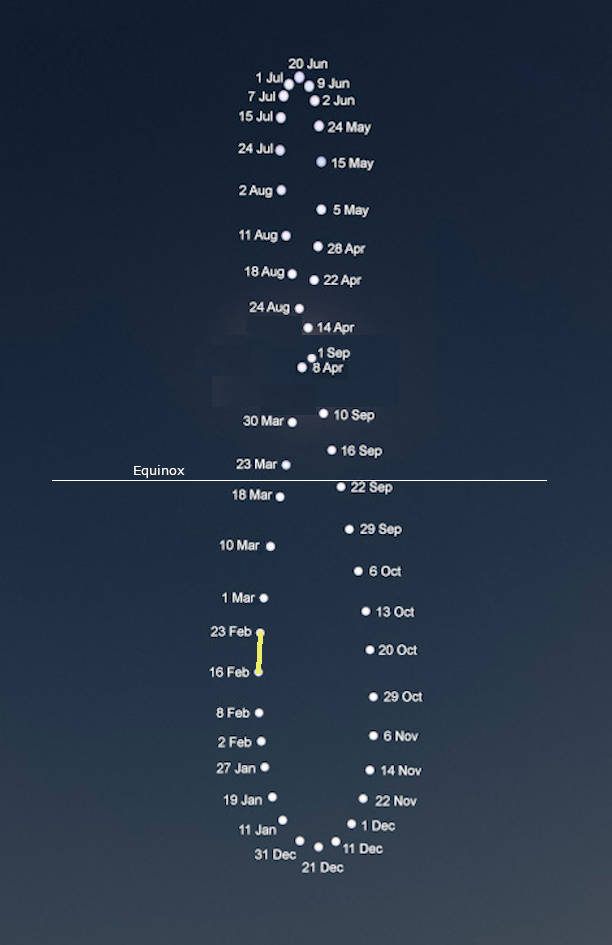 20 Jun
1 Jul
9 Jun
7 Jul
2 Jun
15 Jul
24 May
24 Jul
15 May
2 Aug
5 May
11 Aug
28 Apr
18 Aug
22 Apr
24 Aug
14 Apr
1 Sep
8 Apr
10 Sep
30 Mar
16 Sep
23 Mar
Equinox
22 Sep
18 Mar
29 Sep
10 Mar
6 Oct
1 Mar
13 Oct
23 Feb
20 Oct
16 Feb
29 Oct
8 Feb
6 Nov
2 Feb
27 Jan
14 Nov
19 Jan
22 Nov
11 Jan
1 Dec
31 Dec
11 Dec
21 Dec